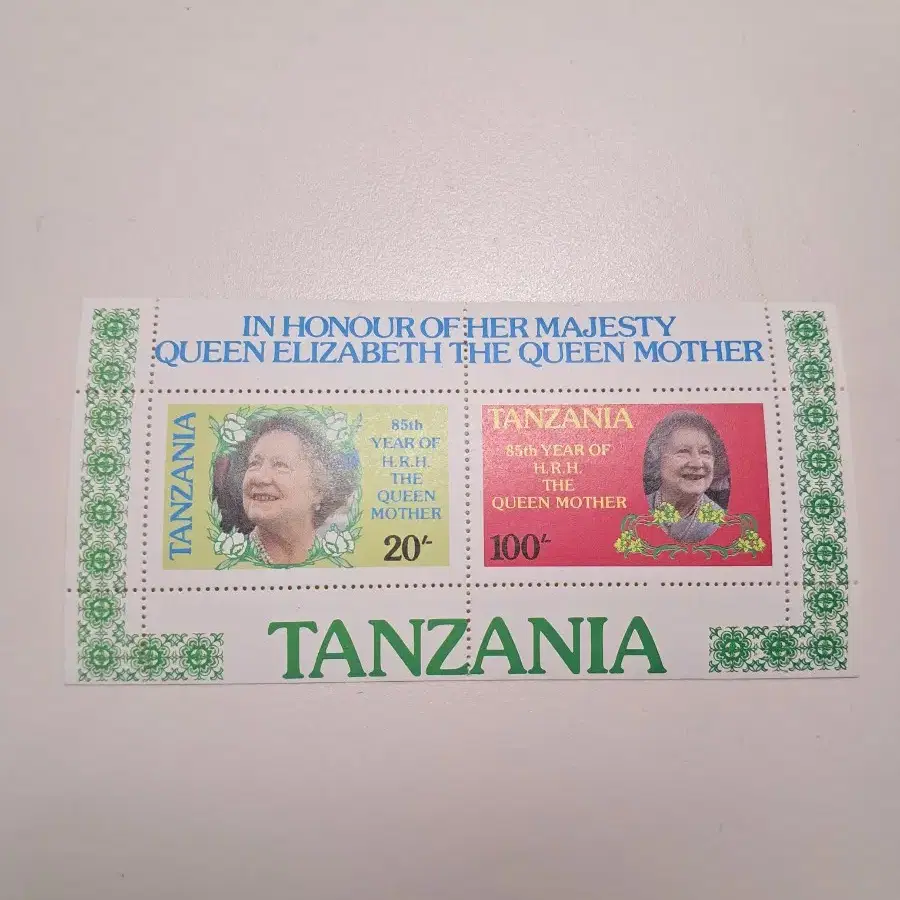 IN HONOUR OF HER MAJESTY
QUEEN ELIZABETH THE QUEEN MOTHER
TANZANIA
85th
YEAR OF
H.R.H.
THE
QUEEN
MOTHER
20/-
TANZANIA
85th YEAR OF
H.R.H.
THE
QUEEN MOTHER
100/-
TANZANIA